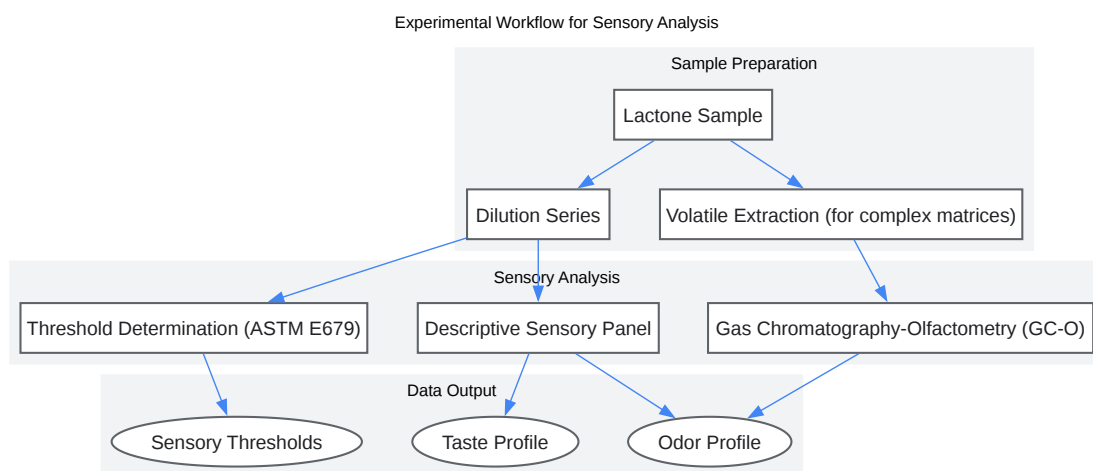 Experimental Workflow for Sensory Analysis
Sample Preparation
Lactone Sample
Dilution Series
Volatile Extraction (for complex matrices)
Sensory Analysis
Threshold Determination (ASTM E679)
Descriptive Sensory Panel
Gas Chromatography-Olfactometry (GC-O)
Data Output
Sensory Thresholds
Taste Profile
Odor Profile